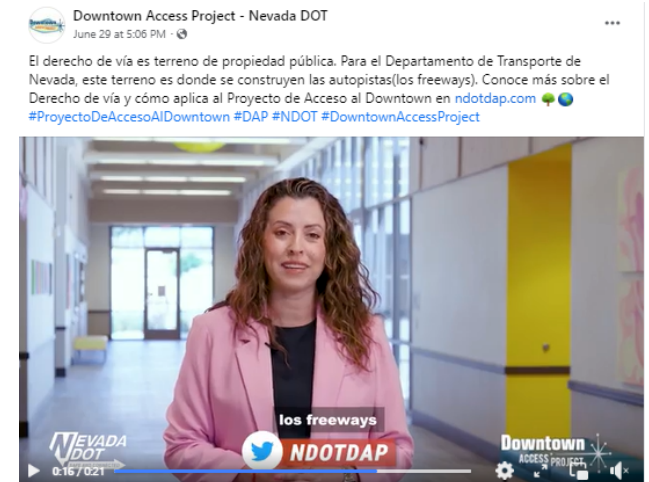 Downtown Access Project - Nevada DOT
June 29 at 5:06 PM ·
El derecho de vía es terreno de propiedad pública. Para el Departamento de Transporte de
Nevada, este terreno es donde se construyen las autopistas(los freeways). Conoce más sobre el
Derecho de vía y cómo aplica al Proyecto de Acceso al Downtown en ndotdap.com
#ProyectoDeAccesoAlDowntown #DAP #NDOT #DowntownAccessProject
los freeways
NEVADA
DOT
NDOTDAP
Downtown
ACCESS PROJECT
0:16 / 0:21